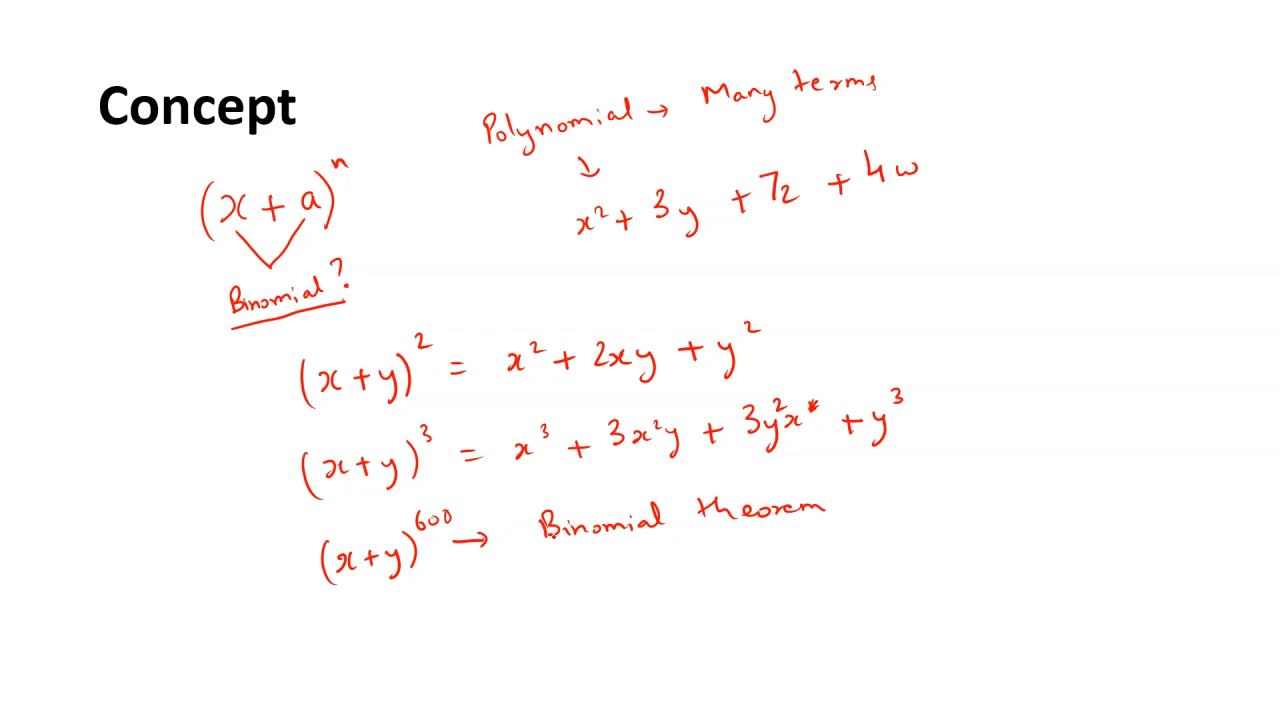 Concept
Polynomial → Many terms
↓
x² + 3y + 7z + 4w
(x + a)ⁿ
Binomial?
(x + y)² = x² + 2xy + y²
(x + y)³ = x³ + 3x²y + 3y²x + y³
(x + y)⁶⁰⁰ → Binomial theorem